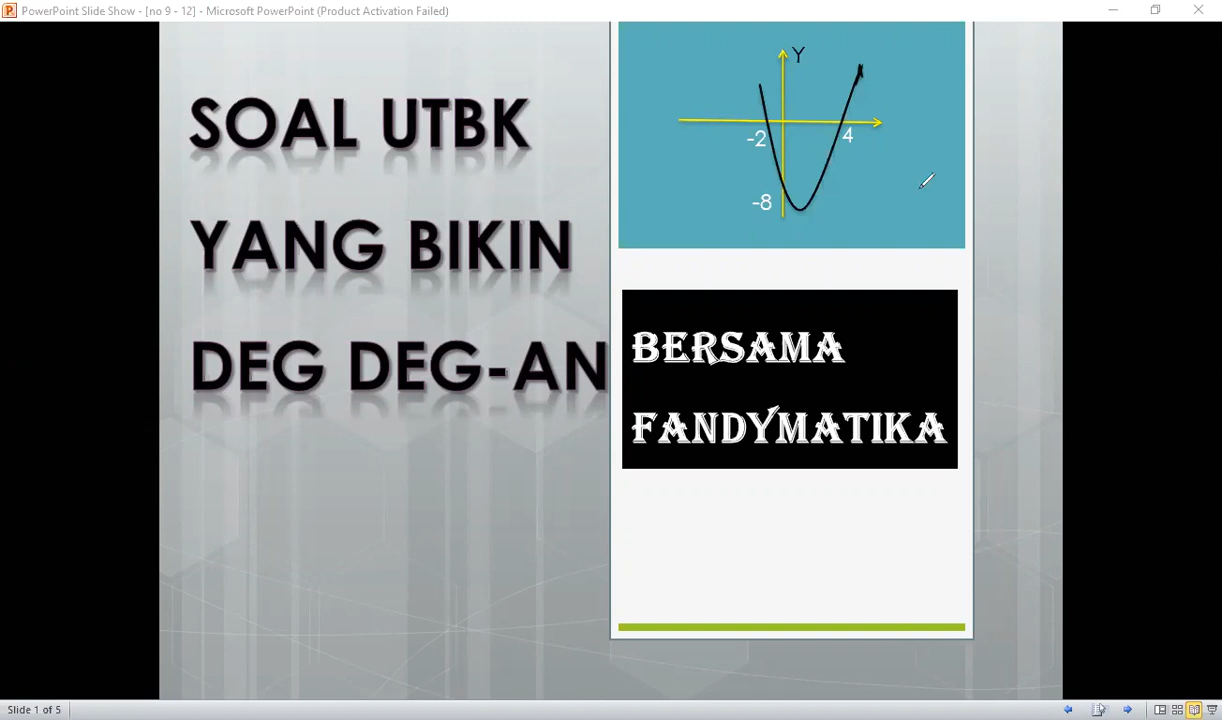 PowerPoint Slide Show - [no 9 - 12] - Microsoft PowerPoint (Product Activation Failed)
SOAL UTBK
YANG BIKIN
DEG DEG-AN
Y
-2
4
-8
BERSAMA
FANDYMATIKA
Slide 1 of 5